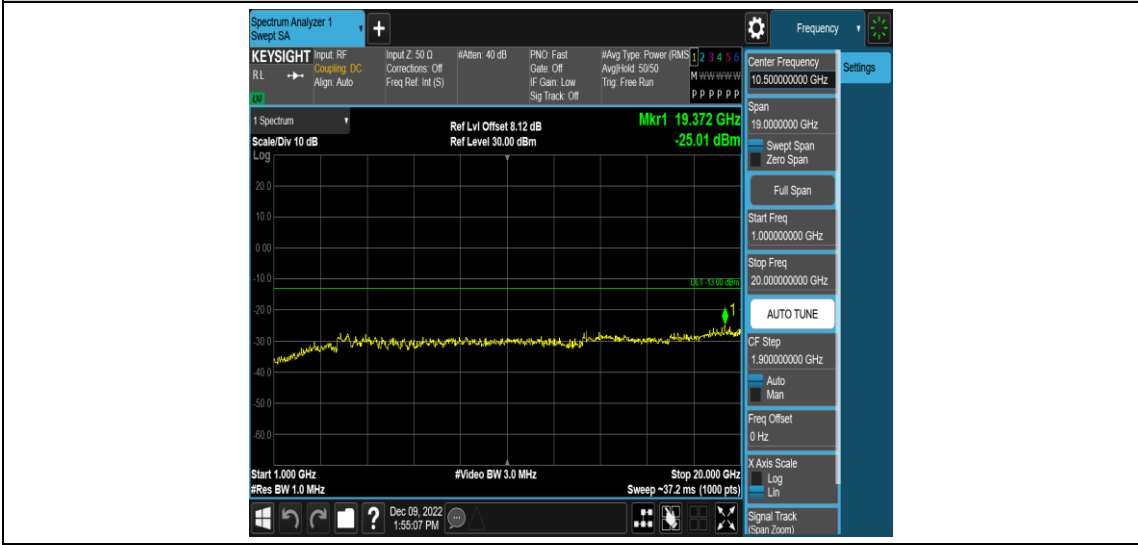 Spectrum Analyzer 1
Swept SA
+
Frequency
KEYSIGHT Input: RF Input Z: 50 Ω #Atten: 40 dB PNO: Fast #Avg Type: Power (RMS 1 2 3 4 5 6
RL Coupling: DC Corrections: Off Gate: Off Avg|Hold: 50/50 M W W W W W
Align: Auto Freq Ref: Int (S) IF Gain: Low Trig: Free Run
Sig Track: Off P P P P P P
1 Spectrum Ref Lvl Offset 8.12 dB Mkr1 19.372 GHz
Scale/Div 10 dB Ref Level 30.00 dBm -25.01 dBm
Log
20.0
10.0
0.00
-10.0
DL1 -13.00 dBm
-20.0
1
-30.0
-40.0
-50.0
-60.0
Start 1.000 GHz #Video BW 3.0 MHz Stop 20.000 GHz
#Res BW 1.0 MHz Sweep ~37.2 ms (1000 pts)
? Dec 09, 2022
1:55:07 PM
Center Frequency
10.500000000 GHz
Settings
Span
19.0000000 GHz
Swept Span
Zero Span
Full Span
Start Freq
1.000000000 GHz
Stop Freq
20.000000000 GHz
AUTO TUNE
CF Step
1.900000000 GHz
Auto
Man
Freq Offset
0 Hz
X Axis Scale
Log
Lin
Signal Track
(Span Zoom)